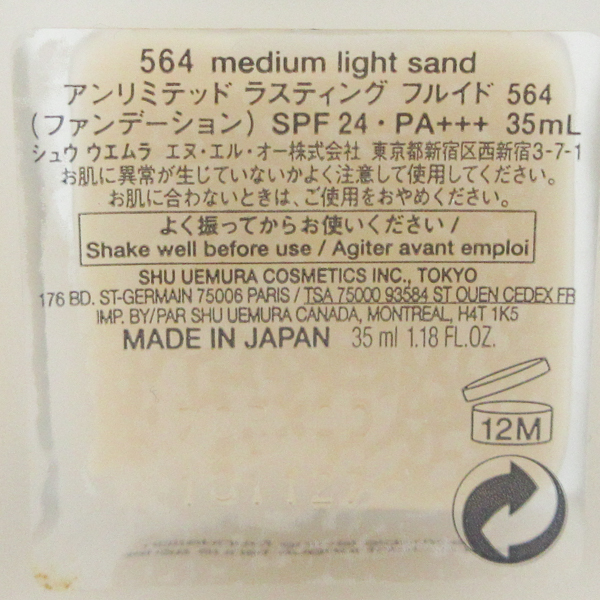 564 medium light sand
アンリミテッド ラスティング フルイド 564
(ファンデーション) SPF 24・PA+++ 35mL
シュウ ウエムラ エヌ・エル・オー株式会社 東京都新宿区西新宿3-7-1
お肌に異常が生じていないかよく注意して使用してください。
お肌に合わないときは、ご使用をおやめください。
よく振ってからお使いください /
Shake well before use / Agiter avant emploi
SHU UEMURA COSMETICS INC., TOKYO
176 BD. ST-GERMAIN 75006 PARIS / TSA 75000 93584 ST OUEN CEDEX FR
IMP. BY/PAR SHU UEMURA CANADA, MONTREAL, H4T 1K5
MADE IN JAPAN 35 ml 1.18 FL.OZ.
12M